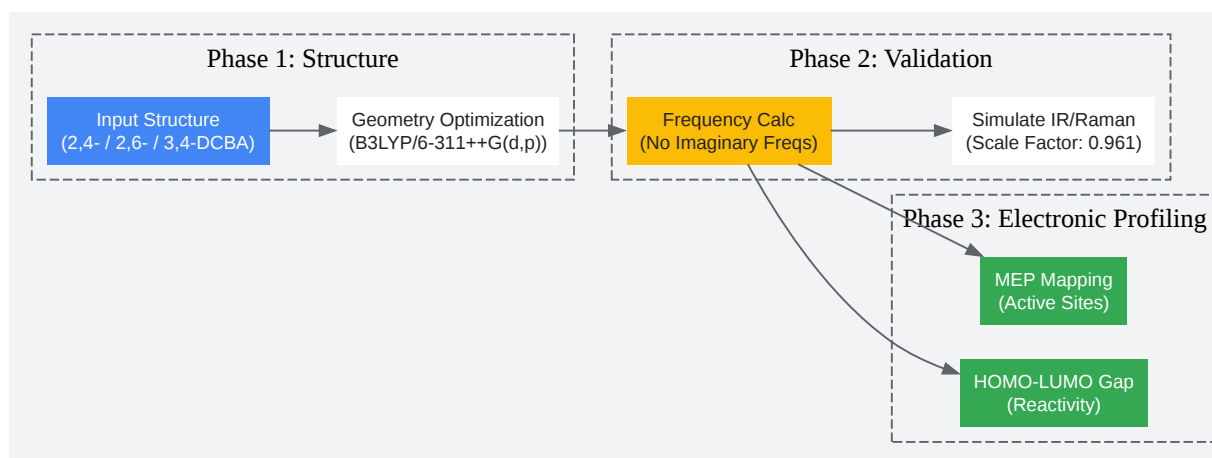 Phase 1: Structure
Input Structure
(2,4- / 2,6- / 3,4-DCBA)
Geometry Optimization
(B3LYP/6-311++G(d,p))
Phase 2: Validation
Frequency Calc
(No Imaginary Freqs)
Simulate IR/Raman
(Scale Factor: 0.961)
Phase 3: Electronic Profiling
MEP Mapping
(Active Sites)
HOMO-LUMO Gap
(Reactivity)